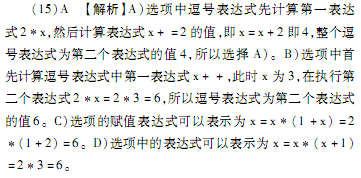 (15)A 【解析】A)选项中逗号表达式先计算第一表达
式2*x,然后计算表达式x+=2的值,即x=x+2即4,整个逗
号表达式为第二个表达式的值4,所以选择A)。B)选项中首
先计算逗号表达式中第一表达式x++,此时x为3,在执行第
二个表达式2*x=2*3=6,所以逗号表达式为第二个表达式
的值6。C)选项的赋值表达式可以表示为x=x*(1+x)=2
*(1+2)=6。D)选项中的表达式可以表示为x=x*(x+1)
=2*3=6。